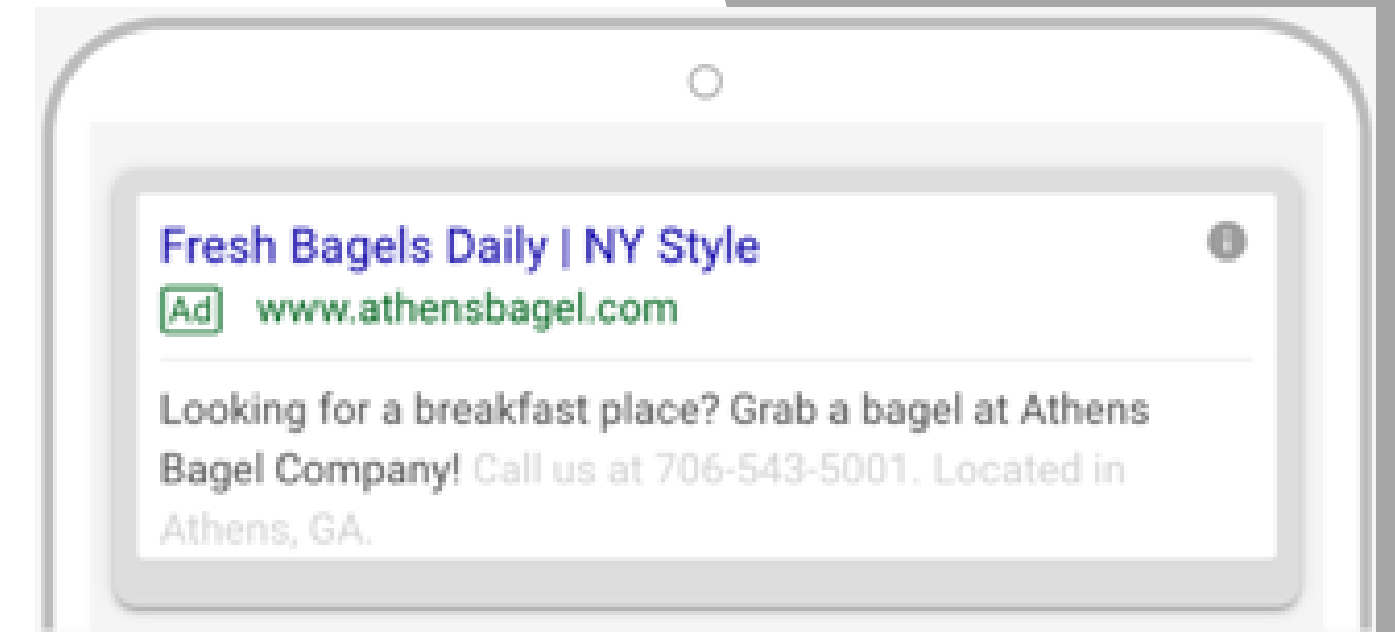 Fresh Bagels Daily | NY Style
Ad www.athensbagel.com
Looking for a breakfast place? Grab a bagel at Athens
Bagel Company! Call us at 706-543-5001. Located in
Athens, GA.